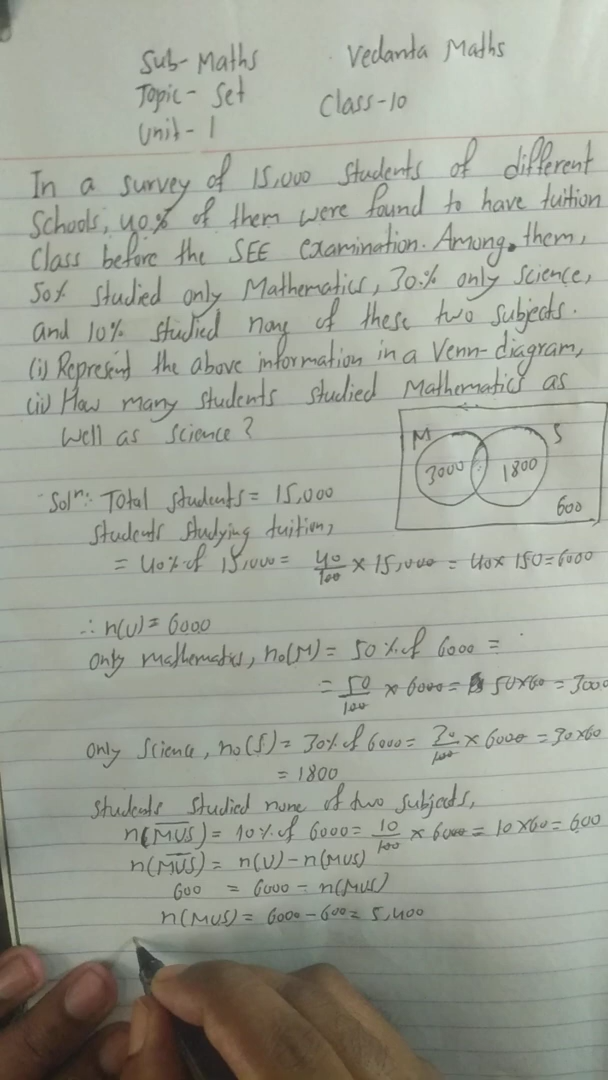 Sub- Maths Vedanta Maths
Topic- Set Class-10
Unit- 1
In a survey of 15,000 students of different
Schools, 40% of them were found to have tuition
Class before the SEE examination. Among them,
50% studied only Mathematics, 30% only science,
and 10% studied none of these two subjects.
(i) Represent the above information in a Venn-diagram,
(ii) How many students studied Mathematics as
well as science?
M S
3000 1800
600
Solⁿ: Total students = 15,000
Students studying tuition,
= 40% of 15,000 = 40/100 × 15,000 = 40 × 150 = 6000
∴ n(U) = 6000
Only mathematics, no(M) = 50% of 6000 =
= 50/100 × 6000 = 50×60 = 3000
Only Science, no(S) = 30% of 6000 = 30/100 × 6000 = 30×60
= 1800
Students studied none of two subjects,
n(M̅U̅S̅) = 10% of 6000 = 10/100 × 6000 = 10×60 = 600
n(M̅U̅S̅) = n(U) - n(MUS)
600 = 6000 - n(MUS)
n(MUS) = 6000 - 600 = 5,400